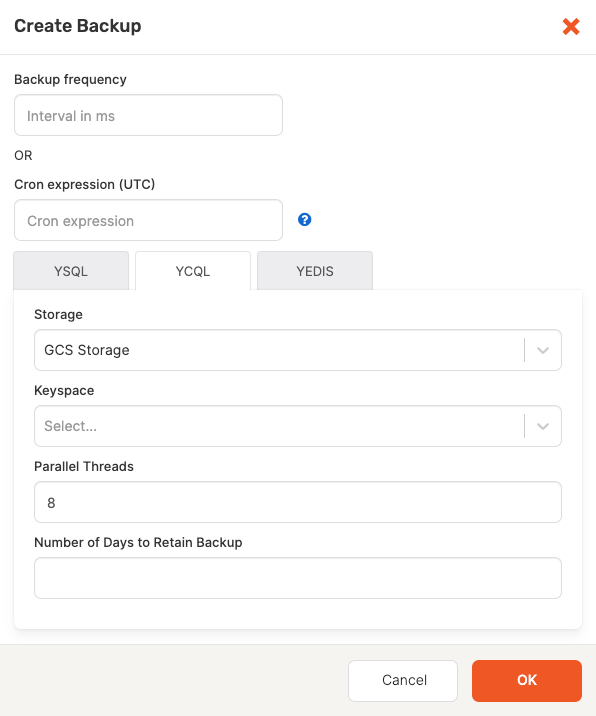 Create Backup
Backup frequency
Interval in ms
OR
Cron expression (UTC)
Cron expression
?
YSQL YCQL YEDIS
Storage
GCS Storage
Keyspace
Select...
Parallel Threads
8
Number of Days to Retain Backup
Cancel OK